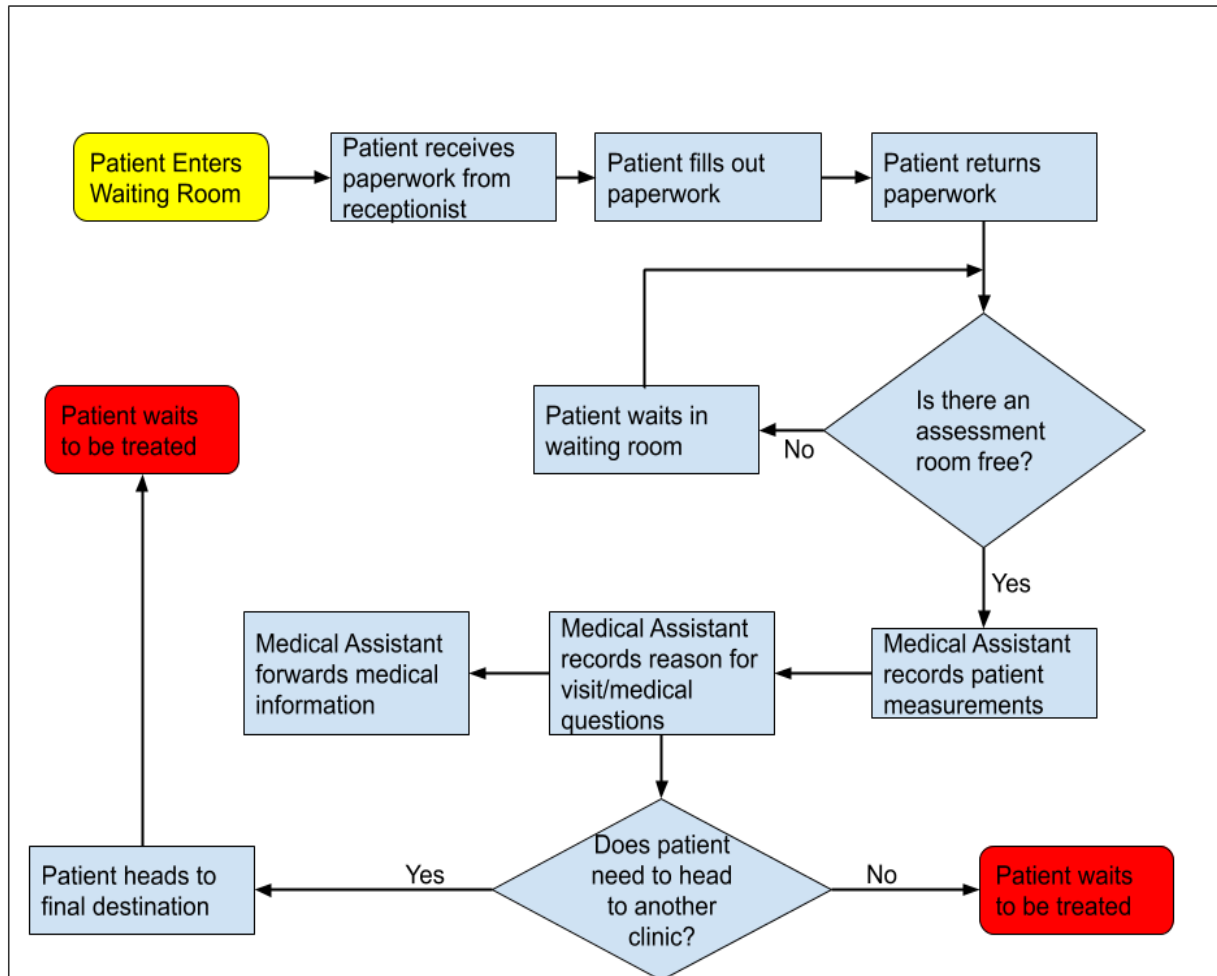 Patient Enters
Waiting Room
Patient receives
paperwork from
receptionist
Patient fills out
paperwork
Patient returns
paperwork
Is there an
assessment
room free?
No
Patient waits in
waiting room
Yes
Medical Assistant
records patient
measurements
Medical Assistant
records reason for
visit/medical
questions
Medical Assistant
forwards medical
information
Does patient
need to head
to another
clinic?
Yes
Patient heads to
final destination
Patient waits
to be treated
No
Patient waits
to be treated